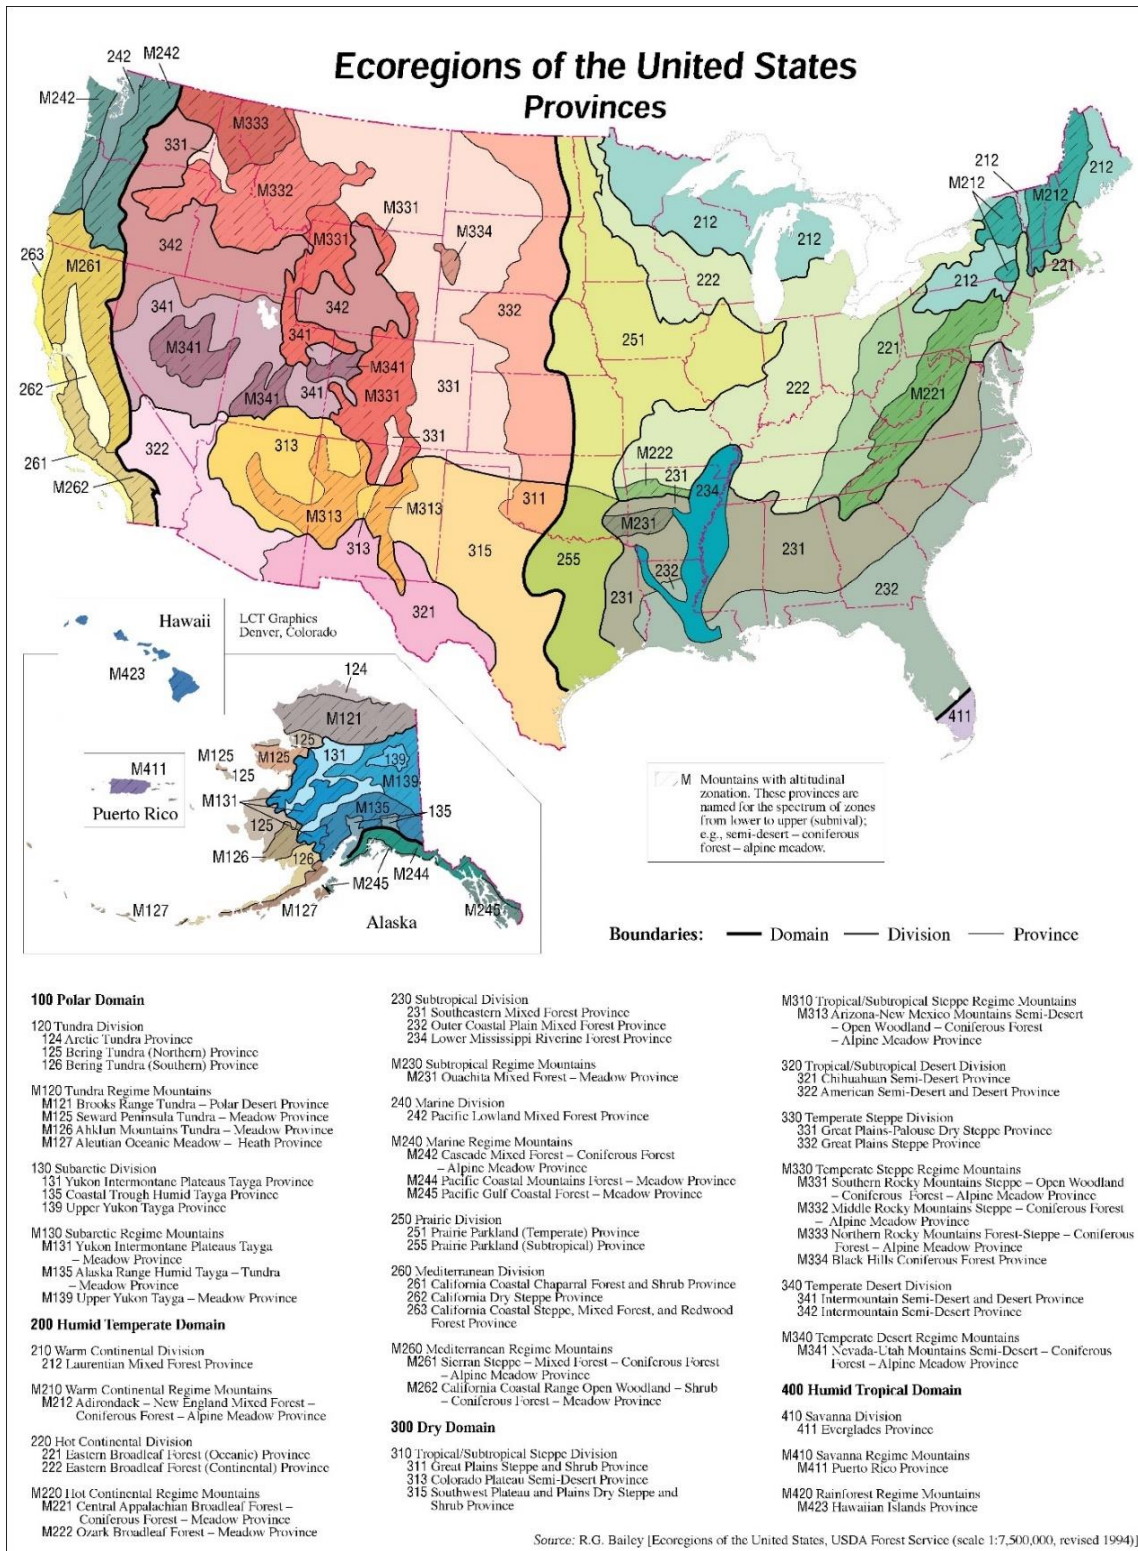 Ecoregions of the United States
Provinces
242
M242
M242
M333
331
M332
M331
M331
M334
342
263
M261
341
342
341
M341
M341
M331
341
M341
262
331
331
332
322
313
261
M262
M313
M313
313
311
315
321
251
255
212
212
222
222
M222
231
234
M231
232
231
231
232
212
M212
M212
212
212
221
221
M221
411
Hawaii
M423
LCT Graphics
Denver, Colorado
124
M121
125
M125
M125
125
131
139
M139
M131
M135
135
125
M126
126
M245
M244
M127
M127
M245
Alaska
M411
Puerto Rico
M Mountains with altitudinal
zonation. These provinces are
named for the spectrum of zones
from lower to upper (subnival);
e.g., semi-desert – coniferous
forest – alpine meadow.
Boundaries: Domain Division Province
100 Polar Domain
120 Tundra Division
124 Arctic Tundra Province
125 Bering Tundra (Northern) Province
126 Bering Tundra (Southern) Province
M120 Tundra Regime Mountains
M121 Brooks Range Tundra – Polar Desert Province
M125 Seward Peninsula Tundra – Meadow Province
M126 Ahklun Mountains Tundra – Meadow Province
M127 Aleutian Oceanic Meadow – Heath Province
130 Subarctic Division
131 Yukon Intermontane Plateaus Tayga Province
135 Coastal Trough Humid Tayga Province
139 Upper Yukon Tayga Province
M130 Subarctic Regime Mountains
M131 Yukon Intermontane Plateaus Tayga
– Meadow Province
M135 Alaska Range Humid Tayga – Tundra
– Meadow Province
M139 Upper Yukon Tayga – Meadow Province
200 Humid Temperate Domain
210 Warm Continental Division
212 Laurentian Mixed Forest Province
M210 Warm Continental Regime Mountains
M212 Adirondack – New England Mixed Forest –
Coniferous Forest – Alpine Meadow Province
220 Hot Continental Division
221 Eastern Broadleaf Forest (Oceanic) Province
222 Eastern Broadleaf Forest (Continental) Province
M220 Hot Continental Regime Mountains
M221 Central Appalachian Broadleaf Forest –
Coniferous Forest – Meadow Province
M222 Ozark Broadleaf Forest – Meadow Province
230 Subtropical Division
231 Southeastern Mixed Forest Province
232 Outer Coastal Plain Mixed Forest Province
234 Lower Mississippi Riverine Forest Province
M230 Subtropical Regime Mountains
M231 Ouachita Mixed Forest – Meadow Province
240 Marine Division
242 Pacific Lowland Mixed Forest Province
M240 Marine Regime Mountains
M242 Cascade Mixed Forest – Coniferous Forest
– Alpine Meadow Province
M244 Pacific Coastal Mountains Forest – Meadow Province
M245 Pacific Gulf Coastal Forest – Meadow Province
250 Prairie Division
251 Prairie Parkland (Temperate) Province
255 Prairie Parkland (Subtropical) Province
260 Mediterranean Division
261 California Coastal Chaparral Forest and Shrub Province
262 California Dry Steppe Province
263 California Coastal Steppe, Mixed Forest, and Redwood
Forest Province
M260 Mediterranean Regime Mountains
M261 Sierran Steppe – Mixed Forest – Coniferous Forest
– Alpine Meadow Province
M262 California Coastal Range Open Woodland – Shrub
– Coniferous Forest – Meadow Province
300 Dry Domain
310 Tropical/Subtropical Steppe Division
311 Great Plains Steppe and Shrub Province
313 Colorado Plateau Semi-Desert Province
315 Southwest Plateau and Plains Dry Steppe and
Shrub Province
M310 Tropical/Subtropical Steppe Regime Mountains
M313 Arizona-New Mexico Mountains Semi-Desert
– Open Woodland – Coniferous Forest
– Alpine Meadow Province
320 Tropical/Subtropical Desert Division
321 Chihuahuan Semi-Desert Province
322 American Semi-Desert and Desert Province
330 Temperate Steppe Division
331 Great Plains-Palouse Dry Steppe Province
332 Great Plains Steppe Province
M330 Temperate Steppe Regime Mountains
M331 Southern Rocky Mountains Steppe – Open Woodland
– Coniferous Forest – Alpine Meadow Province
M332 Middle Rocky Mountains Steppe – Coniferous Forest
– Alpine Meadow Province
M333 Northern Rocky Mountains Forest-Steppe – Coniferous
Forest – Alpine Meadow Province
M334 Black Hills Coniferous Forest Province
340 Temperate Desert Division
341 Intermountain Semi-Desert and Desert Province
342 Intermountain Semi-Desert Province
M340 Temperate Desert Regime Mountains
M341 Nevada-Utah Mountains Semi-Desert – Coniferous
Forest – Alpine Meadow Province
400 Humid Tropical Domain
410 Savanna Division
411 Everglades Province
M410 Savanna Regime Mountains
M411 Puerto Rico Province
M420 Rainforest Regime Mountains
M423 Hawaiian Islands Province
Source: R.G. Bailey [Ecoregions of the United States, USDA Forest Service (scale 1:7,500,000, revised 1994)]